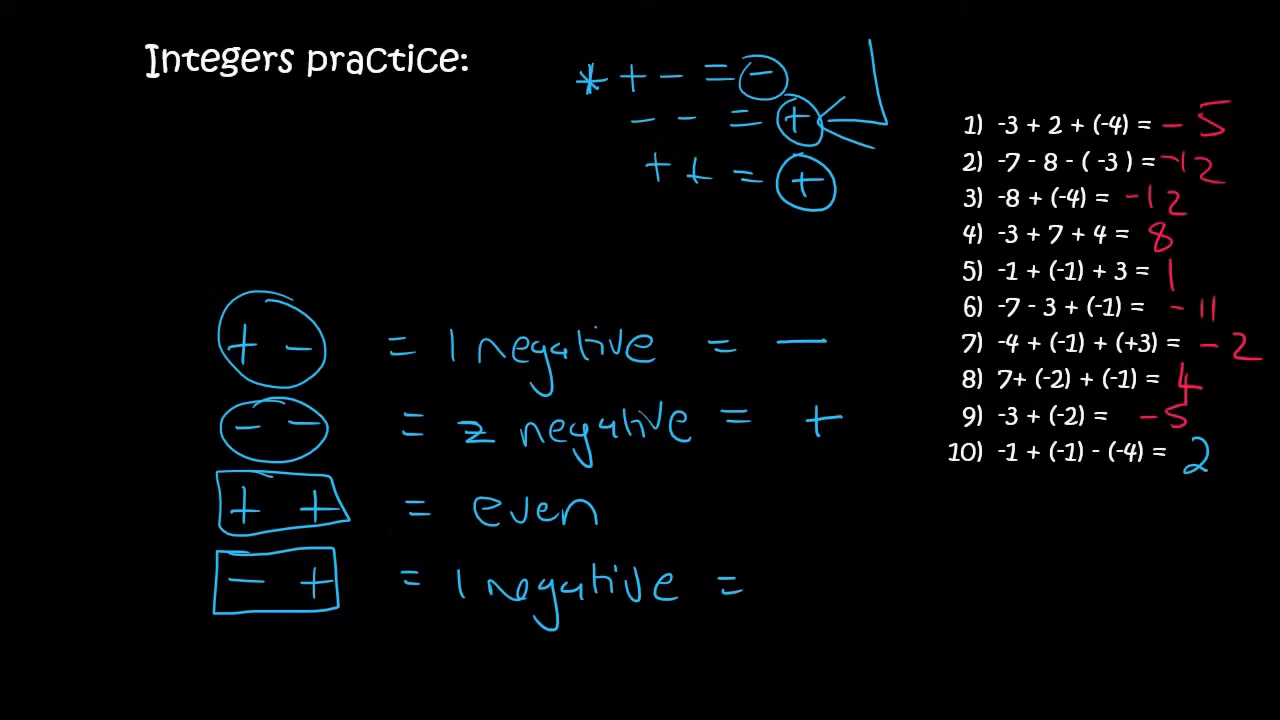 Integers practice:
* + - = -
- - = +
+ + = +
+ - = 1 negative = -
- - = 2 negative = +
+ + = even
- + = 1 negative =
1) -3 + 2 + (-4) = -5
2) -7 - 8 - ( -3 ) = -12
3) -8 + (-4) = -12
4) -3 + 7 + 4 = 8
5) -1 + (-1) + 3 = 1
6) -7 - 3 + (-1) = -11
7) -4 + (-1) + (+3) = -2
8) 7+ (-2) + (-1) = 4
9) -3 + (-2) = -5
10) -1 + (-1) - (-4) = 2